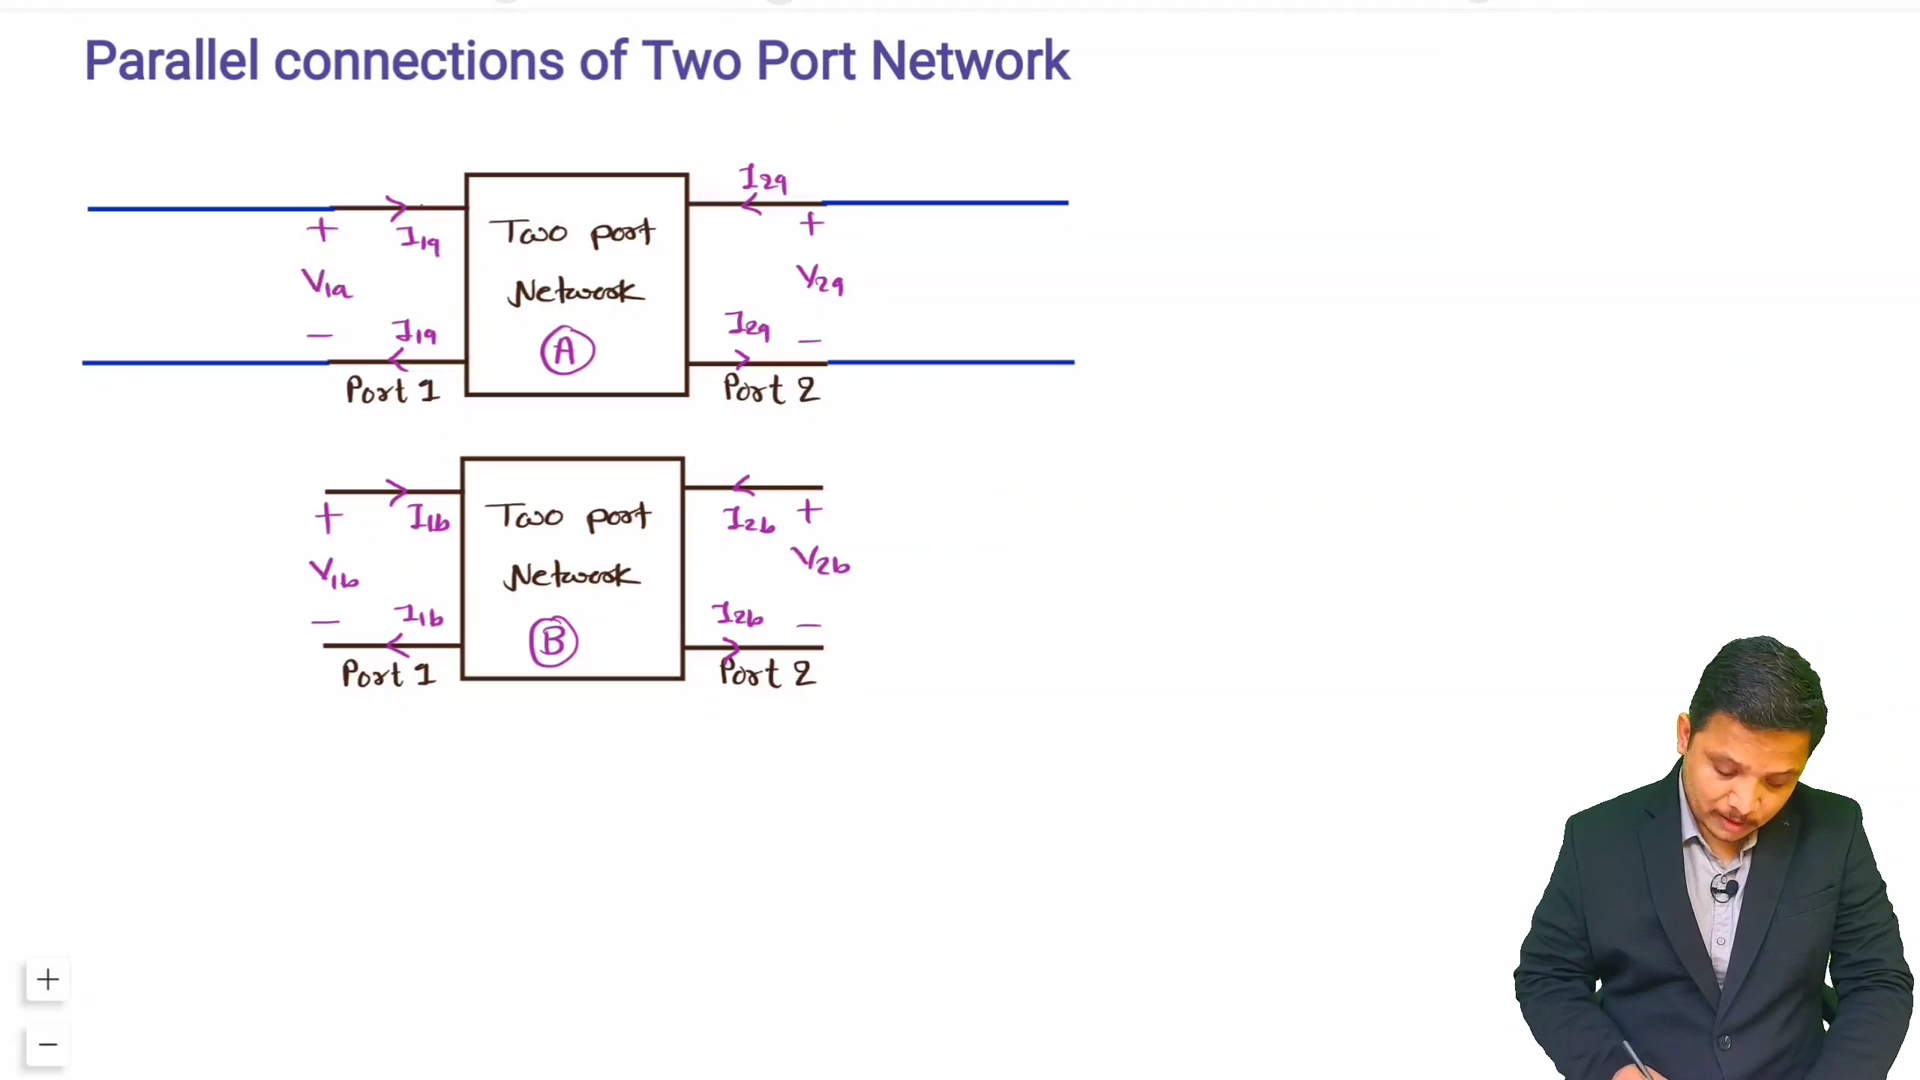 Parallel connections of Two Port Network
I2a
+ I1a Two port +
V1a Network V2a
- I1a A I2a -
Port 1 Port 2
+ I1b Two port I2b +
V1b Network V2b
- I1b B I2b -
Port 1 Port 2
+
-